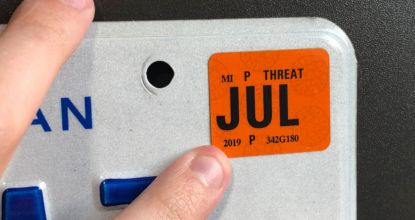 MI P THREAT
JUL
2019 P 342G180
AN